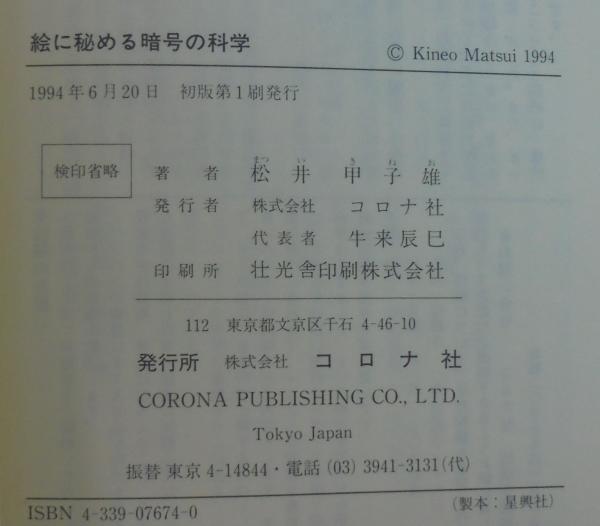 絵に秘める暗号の科学
© Kineo Matsui 1994
1994年6月20日 初版第1刷発行
検印省略
まつ い き ね お
著者 松井甲子雄
発行者 株式会社 コロナ社
代表者 牛来辰巳
印刷所 壮光舎印刷株式会社
112 東京都文京区千石 4-46-10
発行所 株式会社 コロナ社
CORONA PUBLISHING CO., LTD.
Tokyo Japan
振替 東京 4-14844・電話 (03) 3941-3131(代)
ISBN 4-339-07674-0
(製本:星興社)